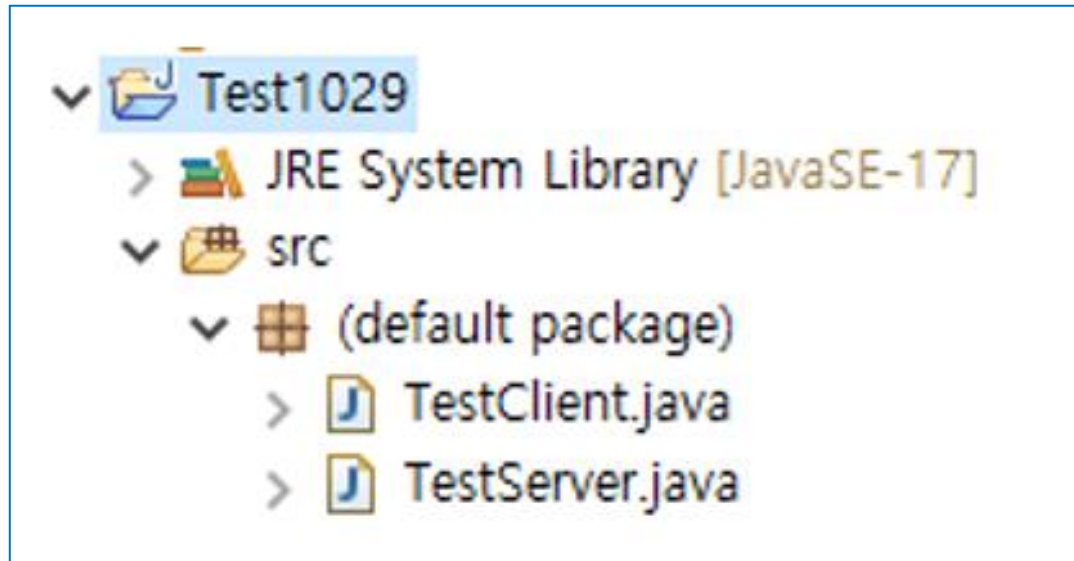 Test1029
JRE System Library [JavaSE-17]
src
(default package)
TestClient.java
TestServer.java